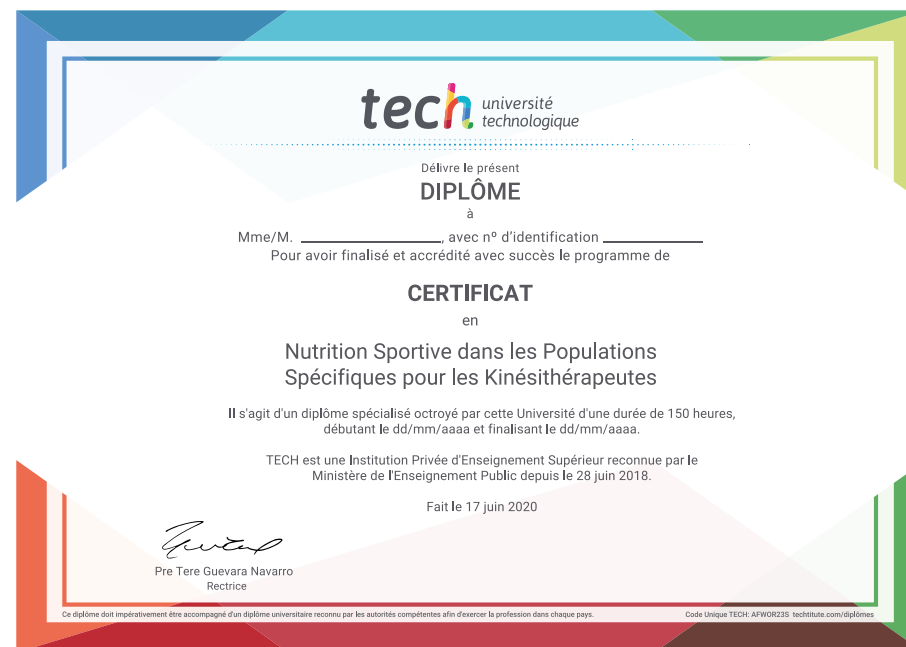 tech université
technologique
Délivre le présent
DIPLÔME
à
Mme/M. ____________________, avec nº d'identification ______________
Pour avoir finalisé et accrédité avec succès le programme de
CERTIFICAT
en
Nutrition Sportive dans les Populations
Spécifiques pour les Kinésithérapeutes
Il s'agit d'un diplôme spécialisé octroyé par cette Université d'une durée de 150 heures,
débutant le dd/mm/aaaa et finalisant le dd/mm/aaaa.
TECH est une Institution Privée d'Enseignement Supérieur reconnue par le
Ministère de l'Enseignement Public depuis le 28 juin 2018.
Fait le 17 juin 2020
Pre Tere Guevara Navarro
Rectrice
Ce diplôme doit impérativement être accompagné d'un diplôme universitaire reconnu par les autorités compétentes afin d'exercer la profession dans chaque pays.
Code Unique TECH: AFWOR23S techtitute.com/diplômes